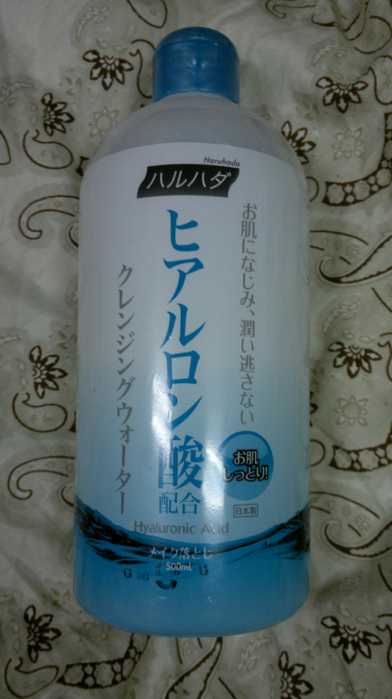 Haruhada
ハルハダ
お肌になじみ、潤い逃さない
ヒアルロン酸
配合
クレンジングウォーター
お肌
しっとり!
日本製
Hyaluronic Acid
メイク落とし
500mL